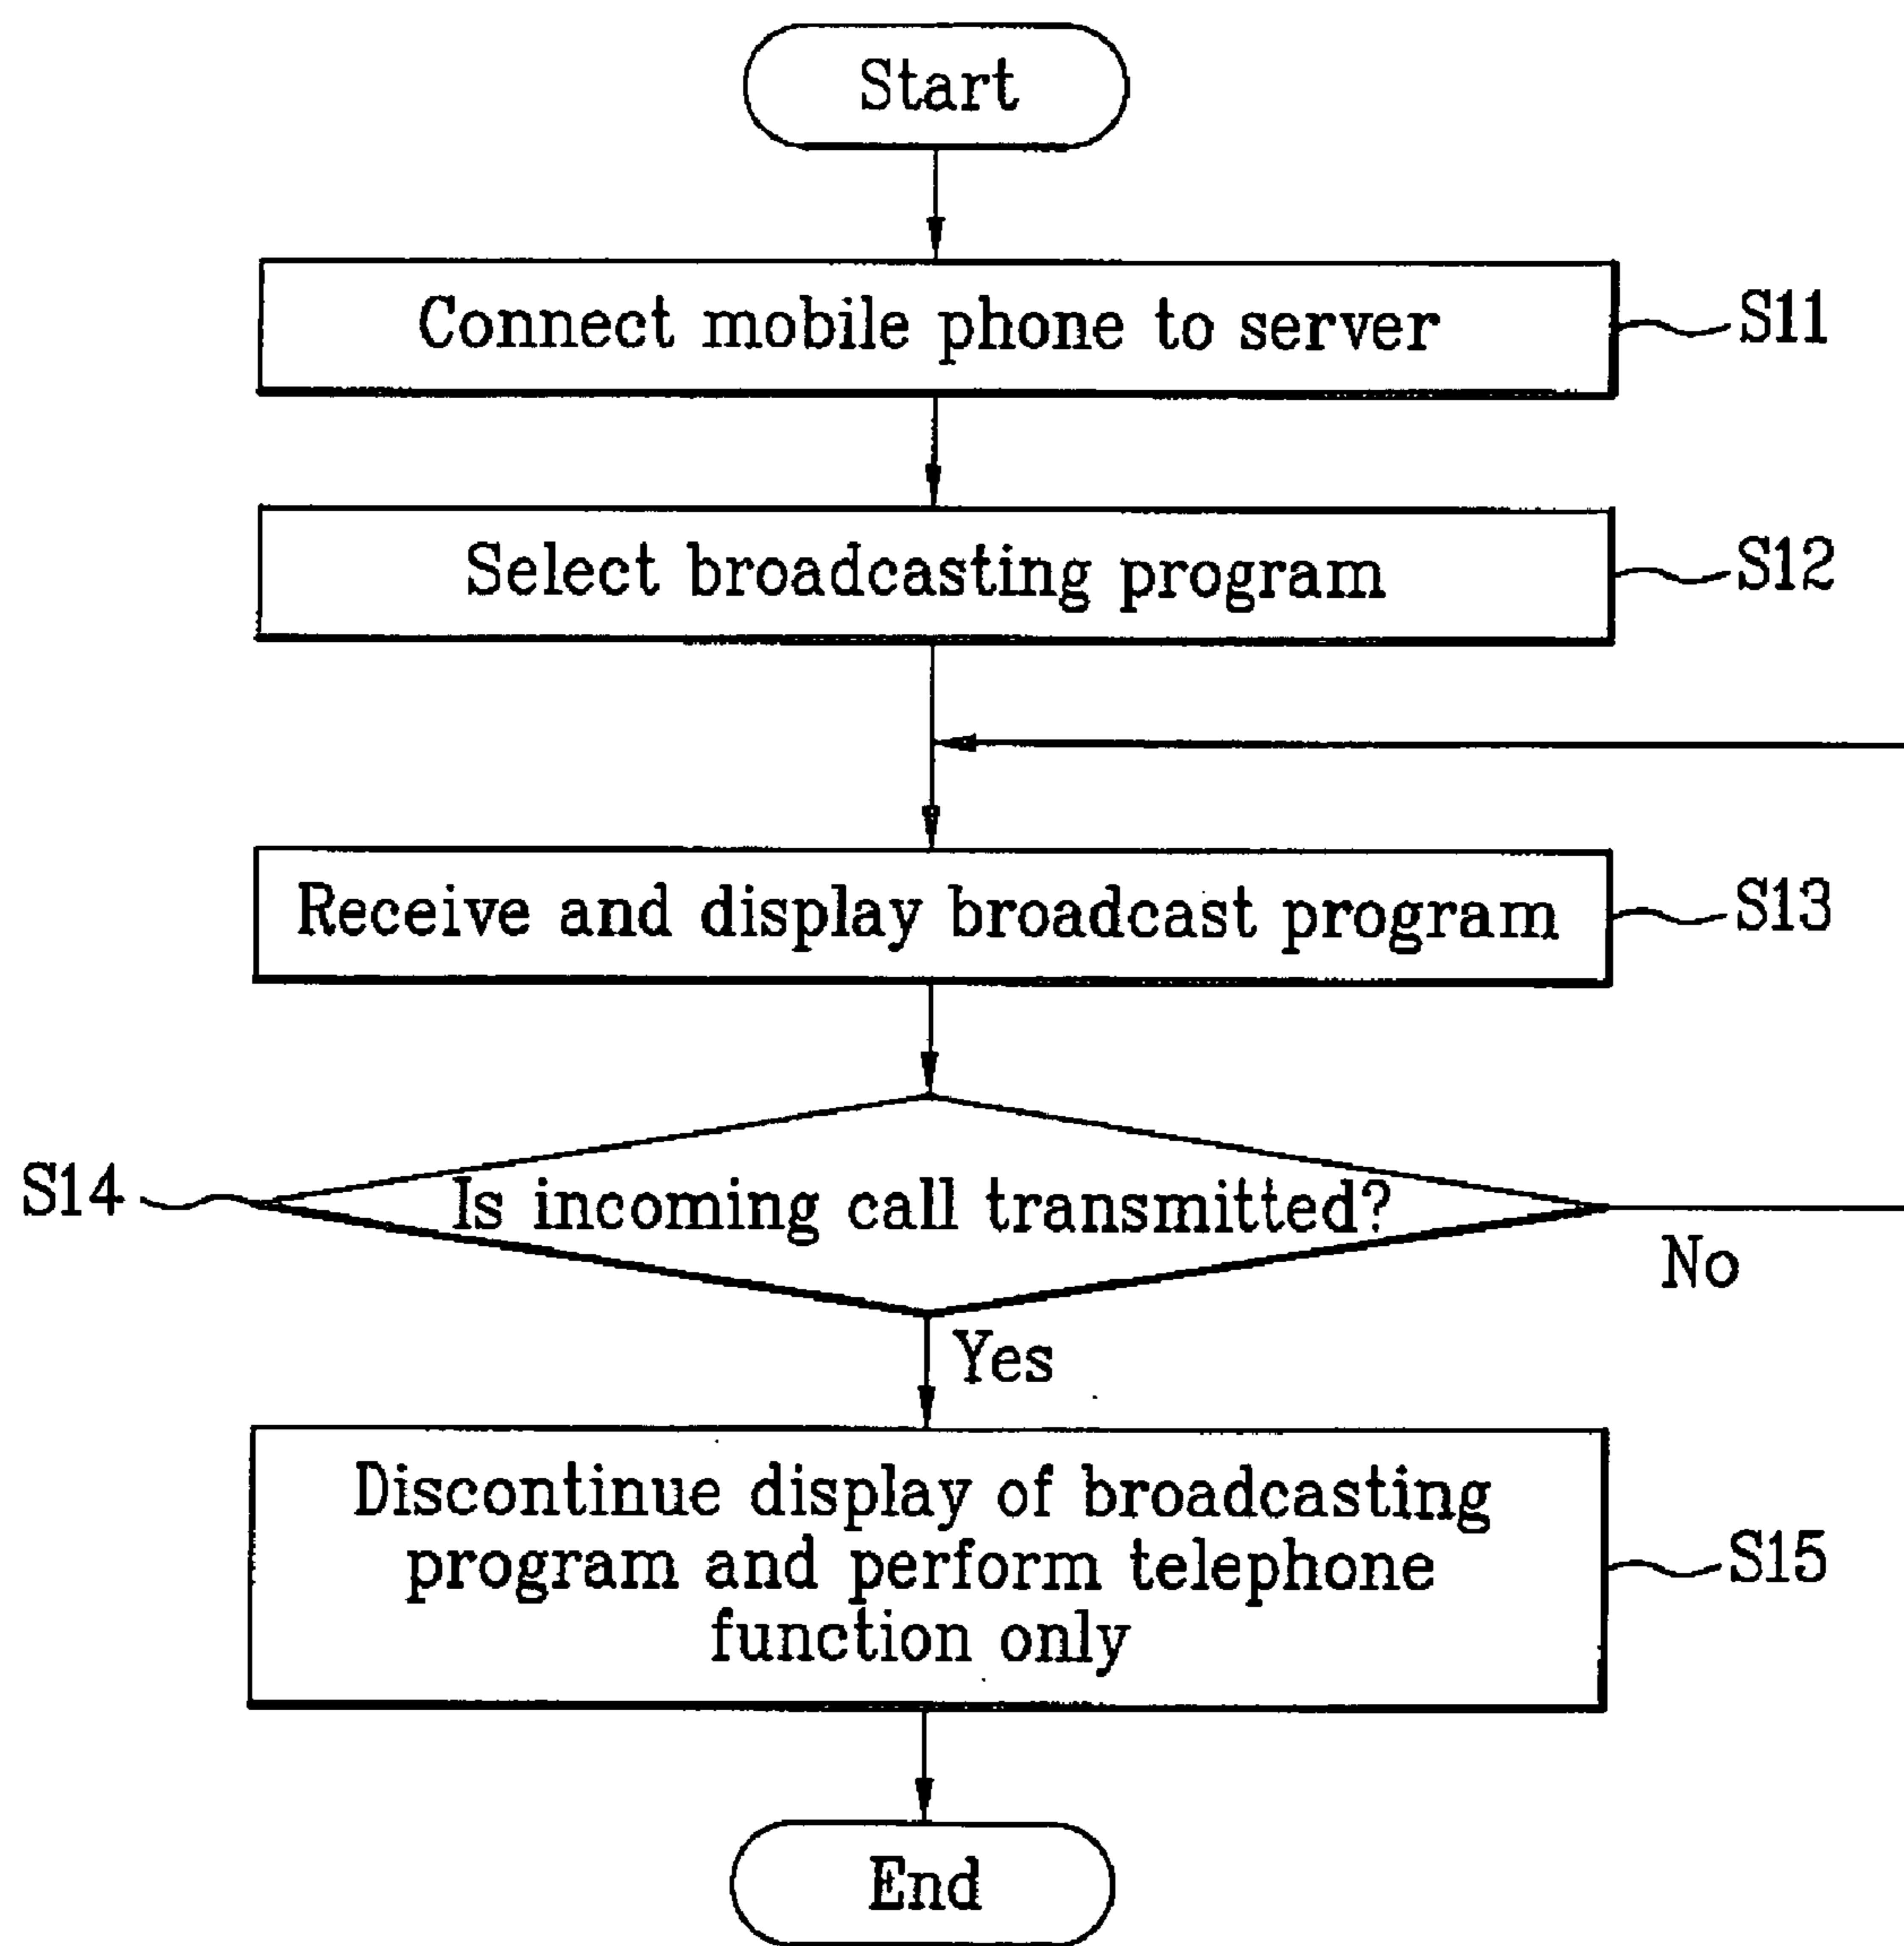 Start
Connect mobile phone to server
S11
Select broadcasting program
S12
Receive and display broadcast program
S13
S14
Is incoming call transmitted?
No
Yes
Discontinue display of broadcasting
program and perform telephone
function only
S15
End